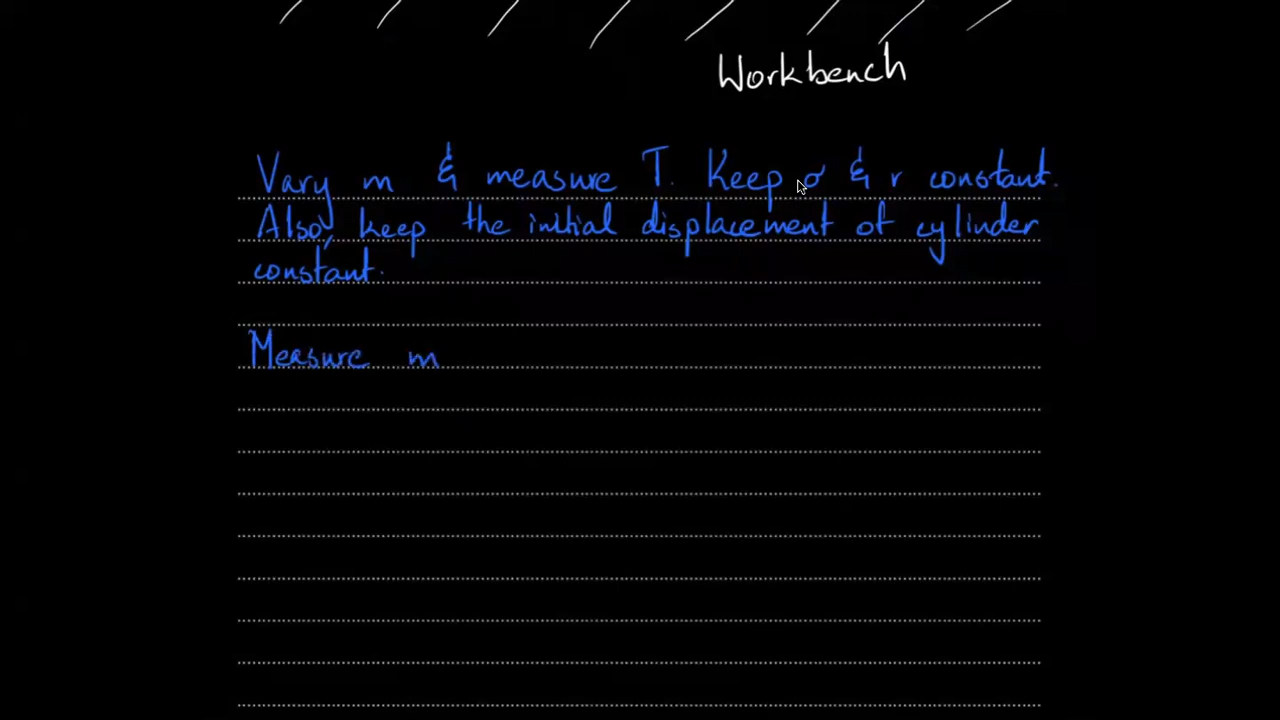 Workbench
Vary m & measure T. Keep σ & r constant.
Also, keep the initial displacement of cylinder
constant.
Measure m